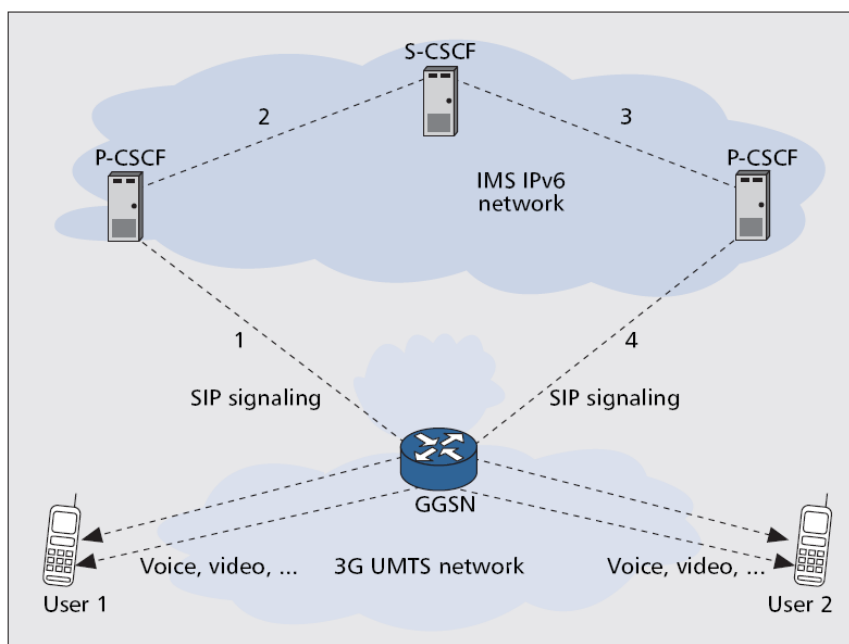 S-CSCF
2
3
P-CSCF
P-CSCF
IMS IPv6
network
1
4
SIP signaling
SIP signaling
GGSN
Voice, video, ...
3G UMTS network
Voice, video, ...
User 1
User 2